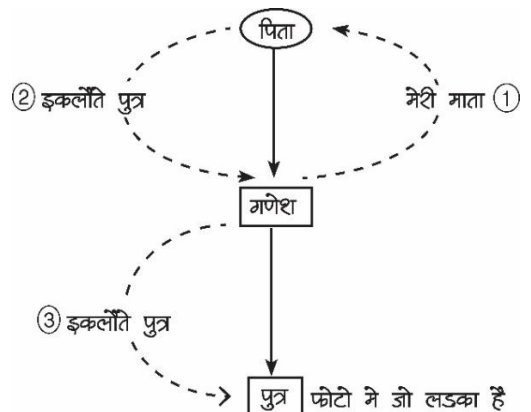 पिता
② इकलौते पुत्र
मेरी माता ①
गणेश
③ इकलौते पुत्र
पुत्र फोटो मे जो लडका है